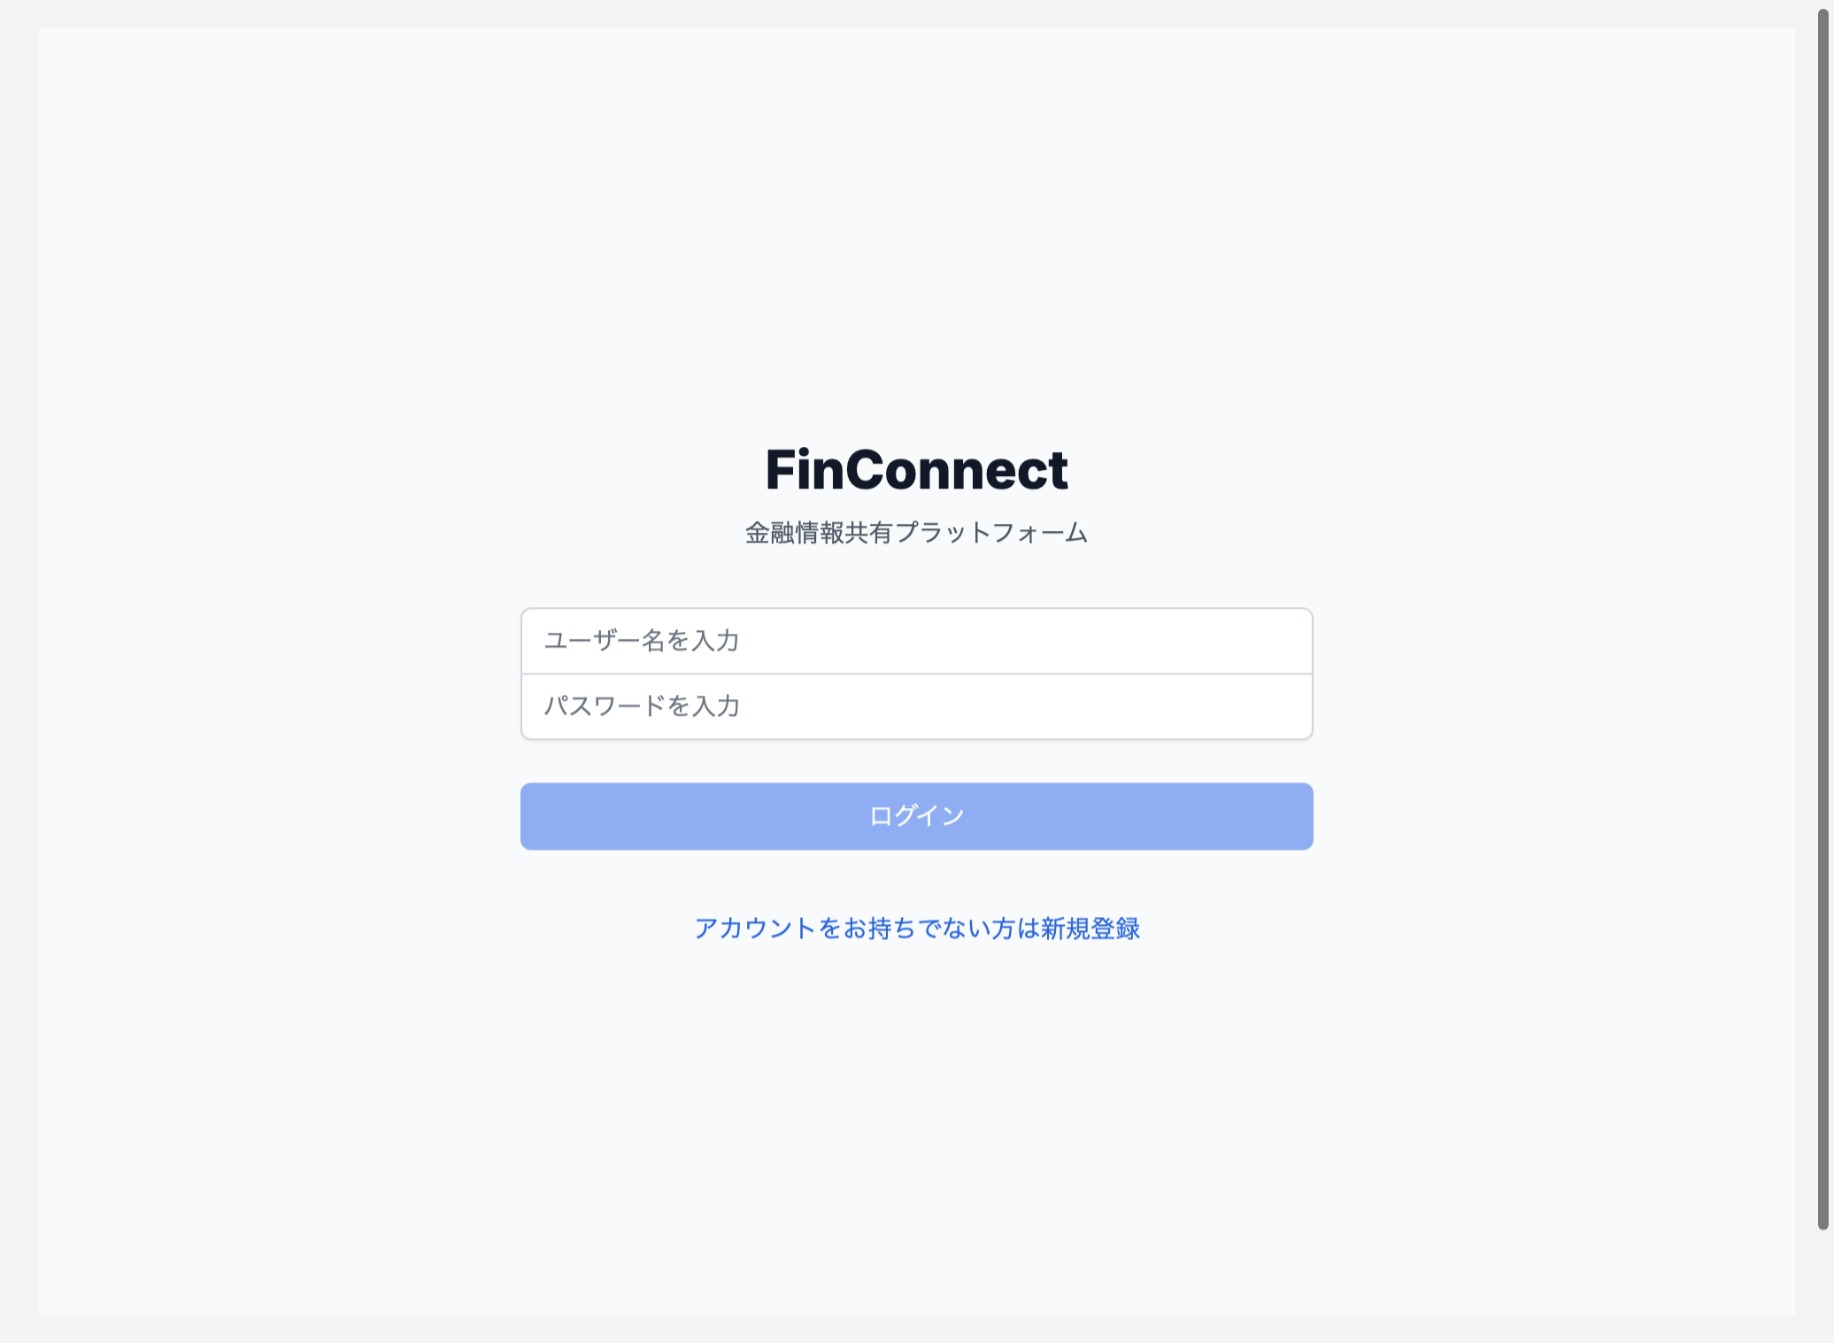 FinConnect
金融情報共有プラットフォーム
ユーザー名を入力
パスワードを入力
ログイン
アカウントをお持ちでない方は新規登録